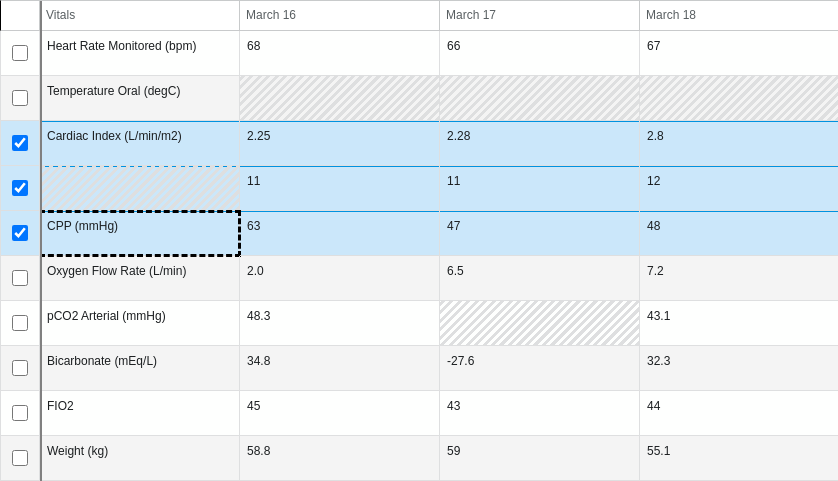 Vitals March 16 March 17 March 18
Heart Rate Monitored (bpm) 68 66 67
Temperature Oral (degC)
Cardiac Index (L/min/m2) 2.25 2.28 2.8
11 11 12
CPP (mmHg) 63 47 48
Oxygen Flow Rate (L/min) 2.0 6.5 7.2
pCO2 Arterial (mmHg) 48.3 43.1
Bicarbonate (mEq/L) 34.8 -27.6 32.3
FIO2 45 43 44
Weight (kg) 58.8 59 55.1